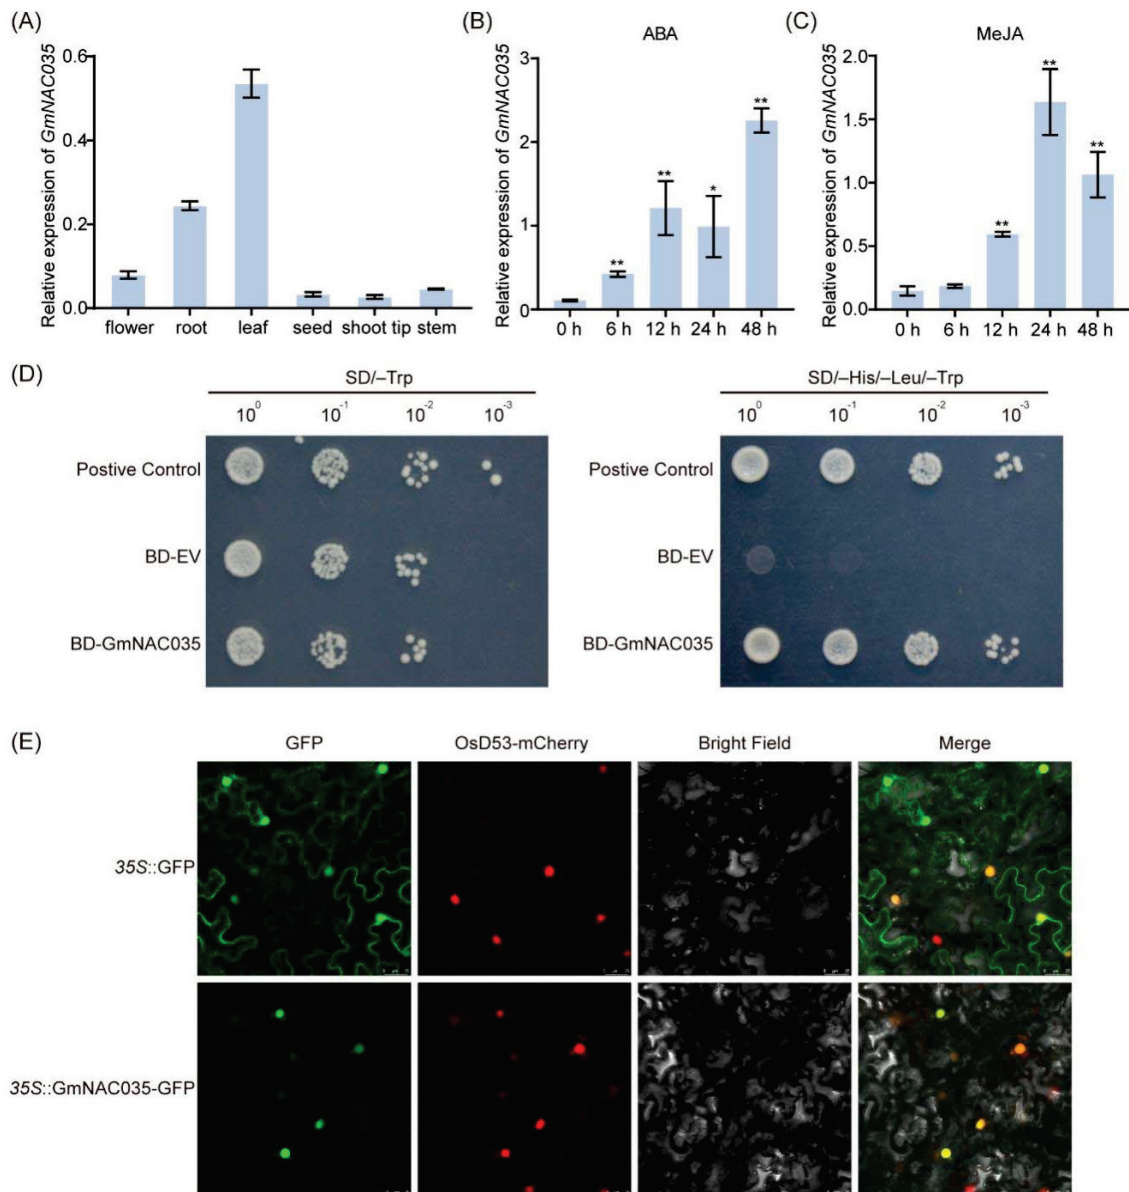 (A)
Relative expression of GmNAC035
0.6
0.4
0.2
0.0
flower root leaf seed shoot tip stem
(B)
ABA
Relative expression of GmNAC035
3
2
1
0
** ** * **
0 h 6 h 12 h 24 h 48 h
(C)
MeJA
Relative expression of GmNAC035
2.0
1.5
1.0
0.5
0.0
** ** **
0 h 6 h 12 h 24 h 48 h
(D)
SD/–Trp
10⁰ 10⁻¹ 10⁻² 10⁻³
Postive Control
BD-EV
BD-GmNAC035
SD/–His/–Leu/–Trp
10⁰ 10⁻¹ 10⁻² 10⁻³
Postive Control
BD-EV
BD-GmNAC035
(E)
GFP OsD53-mCherry Bright Field Merge
35S::GFP
35S::GmNAC035-GFP